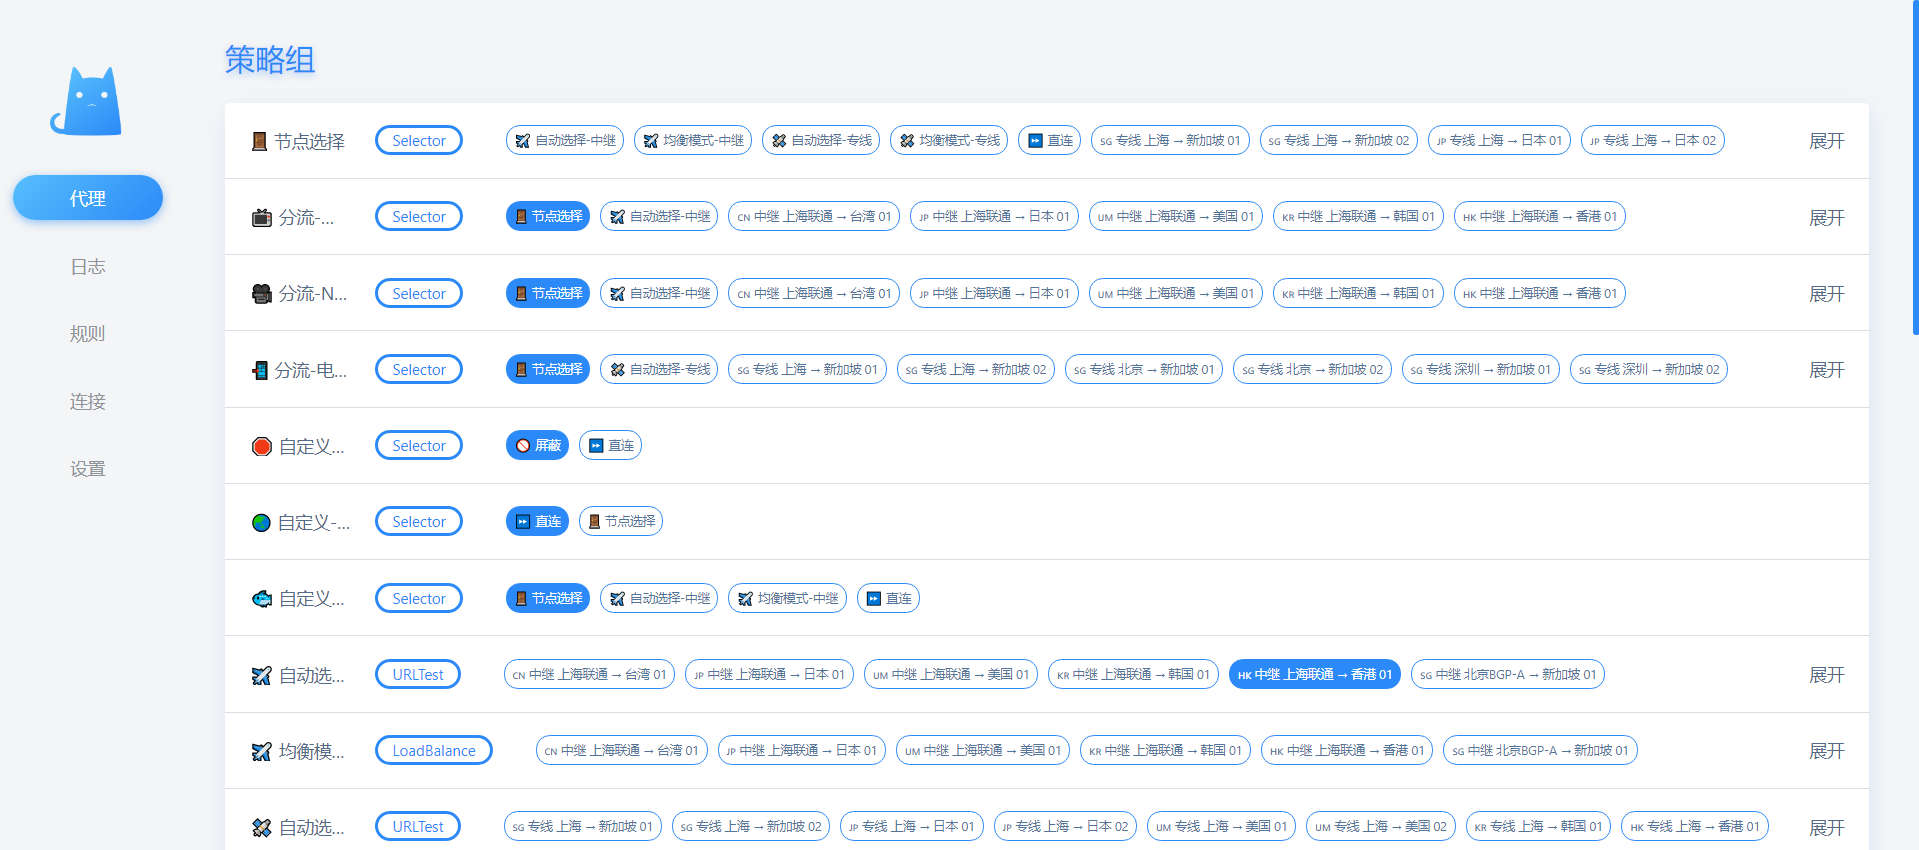 策略组
代理
日志
规则
连接
设置
节点选择 Selector 自动选择-中继 均衡模式-中继 自动选择-专线 均衡模式-专线 直连 SG 专线 上海 → 新加坡 01 SG 专线 上海 → 新加坡 02 JP 专线 上海 → 日本 01 JP 专线 上海 → 日本 02 展开
分流-... Selector 节点选择 自动选择-中继 CN 中继 上海联通 → 台湾 01 JP 中继 上海联通 → 日本 01 UM 中继 上海联通 → 美国 01 KR 中继 上海联通 → 韩国 01 HK 中继 上海联通 → 香港 01 展开
分流-N... Selector 节点选择 自动选择-中继 CN 中继 上海联通 → 台湾 01 JP 中继 上海联通 → 日本 01 UM 中继 上海联通 → 美国 01 KR 中继 上海联通 → 韩国 01 HK 中继 上海联通 → 香港 01 展开
分流-电... Selector 节点选择 自动选择-专线 SG 专线 上海 → 新加坡 01 SG 专线 上海 → 新加坡 02 SG 专线 北京 → 新加坡 01 SG 专线 北京 → 新加坡 02 SG 专线 深圳 → 新加坡 01 SG 专线 深圳 → 新加坡 02 展开
自定义... Selector 屏蔽 直连
自定义-... Selector 直连 节点选择
自定义... Selector 节点选择 自动选择-中继 均衡模式-中继 直连
自动选... URLTest CN 中继 上海联通 → 台湾 01 JP 中继 上海联通 → 日本 01 UM 中继 上海联通 → 美国 01 KR 中继 上海联通 → 韩国 01 HK 中继 上海联通 → 香港 01 SG 中继 北京BGP-A → 新加坡 01 展开
均衡模... LoadBalance CN 中继 上海联通 → 台湾 01 JP 中继 上海联通 → 日本 01 UM 中继 上海联通 → 美国 01 KR 中继 上海联通 → 韩国 01 HK 中继 上海联通 → 香港 01 SG 中继 北京BGP-A → 新加坡 01 展开
自动选... URLTest SG 专线 上海 → 新加坡 01 SG 专线 上海 → 新加坡 02 JP 专线 上海 → 日本 01 JP 专线 上海 → 日本 02 UM 专线 上海 → 美国 01 UM 专线 上海 → 美国 02 KR 专线 上海 → 韩国 01 HK 专线 上海 → 香港 01 展开